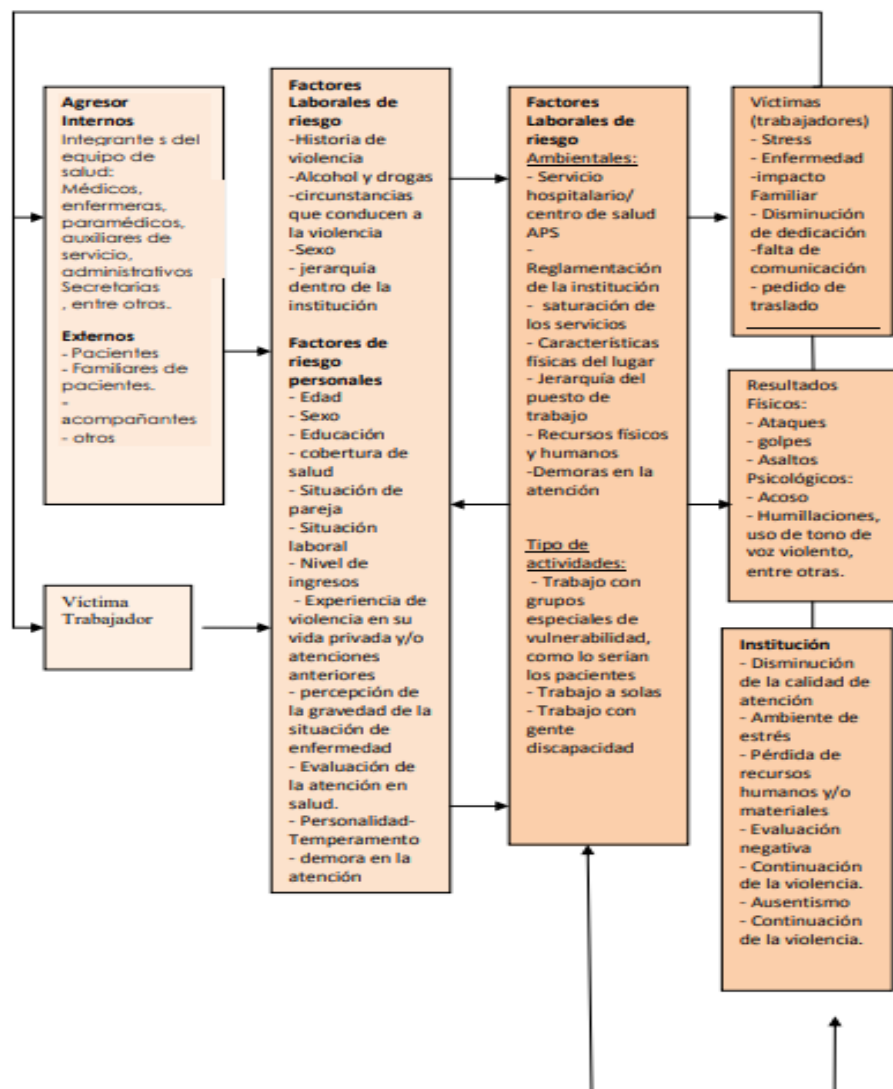 Agresor
Internos
Integrante s del
equipo de
salud:
Médicos,
enfermeras,
paramédicos,
auxiliares de
servicio,
administrativos
Secretarias
, entre otros.
Externos
- Pacientes
- Familiares de
pacientes.
-
acompañantes
- otros
Víctima
Trabajador
Factores
Laborales de
riesgo
-Historia de
violencia
-Alcohol y drogas
-circunstancias
que conducen a
la violencia
-Sexo
- jerarquía
dentro de la
institución
Factores de
riesgo
personales
- Edad
- Sexo
- Educación
- cobertura de
salud
- Situación de
pareja
- Situación
laboral
- Nivel de
ingresos
- Experiencia de
violencia en su
vida privada y/o
atenciones
anteriores
- percepción de
la gravedad de la
situación de
enfermedad
- Evaluación de
la atención en
salud.
- Personalidad-
Temperamento
- demora en la
atención
Factores
Laborales de
riesgo
Ambientales:
- Servicio
hospitalario/
centro de salud
APS
-
Reglamentación
de la institución
- saturación de
los servicios
- Características
físicas del lugar
- Jerarquía del
puesto de
trabajo
- Recursos físicos
y humanos
-Demoras en la
atención
Tipo de
actividades:
- Trabajo con
grupos
especiales de
vulnerabilidad,
como lo serían
los pacientes
- Trabajo a solas
- Trabajo con
gente
discapacidad
Víctimas
(trabajadores)
- Stress
- Enfermedad
-impacto
Familiar
- Disminución
de dedicación
-falta de
comunicación
- pedido de
traslado
Resultados
Físicos:
- Ataques
- golpes
- Asaltos
Psicológicos:
- Acoso
- Humillaciones,
uso de tono de
voz violento,
entre otras.
Institución
- Disminución
de la calidad de
atención
- Ambiente de
estrés
- Pérdida de
recursos
humanos y/o
materiales
- Evaluación
negativa
- Continuación
de la violencia.
- Ausentismo
- Continuación
de la violencia.